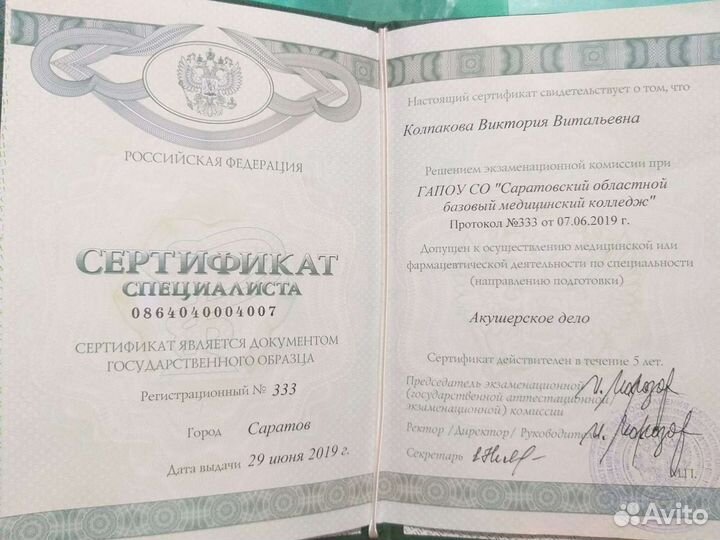 РОССИЙСКАЯ ФЕДЕРАЦИЯ
СЕРТИФИКАТ
СПЕЦИАЛИСТА
0864040004007
СЕРТИФИКАТ ЯВЛЯЕТСЯ ДОКУМЕНТОМ
ГОСУДАРСТВЕННОГО ОБРАЗЦА
Регистрационный № 333
Город Саратов
Дата выдачи 29 июня 2019 г.
Настоящий сертификат свидетельствует о том, что
Колпакова Виктория Витальевна
Решением экзаменационной комиссии при
ГАПОУ СО "Саратовский областной
базовый медицинский колледж"
Протокол №333 от 07.06.2019 г.
Допущен к осуществлению медицинской или
фармацевтической деятельности по специальности
(направлению подготовки)
Акушерское дело
Сертификат действителен в течение 5 лет.
Председатель экзаменационной
(государственной аттестационной
экзаменационной) комиссии
Ректор /Директор/ Руководитель
Секретарь
М.П.
Avito